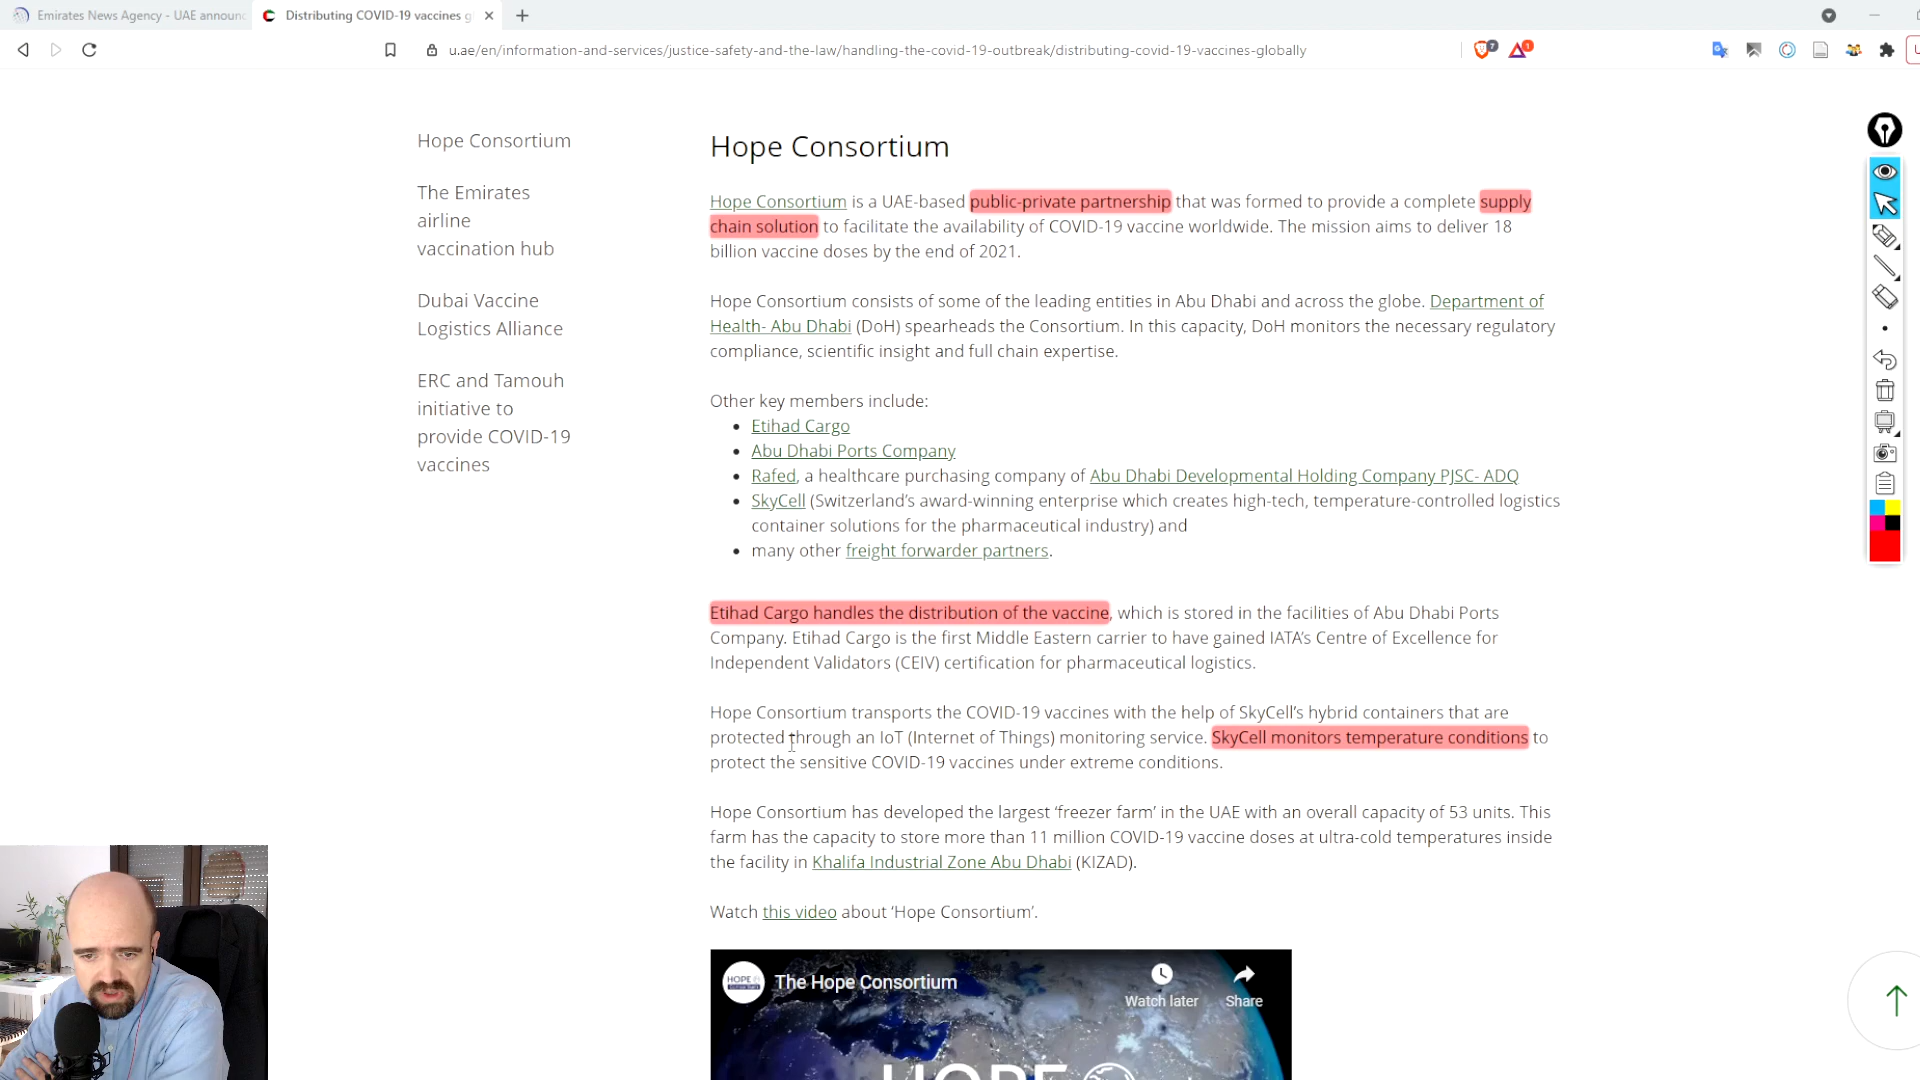 Emirates News Agency - UAE announ
Distributing COVID-19 vaccines g
u.ae/en/information-and-services/justice-safety-and-the-law/handling-the-covid-19-outbreak/distributing-covid-19-vaccines-globally
7
1
Hope Consortium
The Emirates
airline
vaccination hub
Dubai Vaccine
Logistics Alliance
ERC and Tamouh
initiative to
provide COVID-19
vaccines
Hope Consortium
Hope Consortium is a UAE-based public-private partnership that was formed to provide a complete supply
chain solution to facilitate the availability of COVID-19 vaccine worldwide. The mission aims to deliver 18
billion vaccine doses by the end of 2021.
Hope Consortium consists of some of the leading entities in Abu Dhabi and across the globe. Department of
Health- Abu Dhabi (DoH) spearheads the Consortium. In this capacity, DoH monitors the necessary regulatory
compliance, scientific insight and full chain expertise.
Other key members include:
• Etihad Cargo
• Abu Dhabi Ports Company
• Rafed, a healthcare purchasing company of Abu Dhabi Developmental Holding Company PJSC- ADQ
• SkyCell (Switzerland’s award-winning enterprise which creates high-tech, temperature-controlled logistics
container solutions for the pharmaceutical industry) and
• many other freight forwarder partners.
Etihad Cargo handles the distribution of the vaccine, which is stored in the facilities of Abu Dhabi Ports
Company. Etihad Cargo is the first Middle Eastern carrier to have gained IATA’s Centre of Excellence for
Independent Validators (CEIV) certification for pharmaceutical logistics.
Hope Consortium transports the COVID-19 vaccines with the help of SkyCell’s hybrid containers that are
protected through an IoT (Internet of Things) monitoring service. SkyCell monitors temperature conditions to
protect the sensitive COVID-19 vaccines under extreme conditions.
Hope Consortium has developed the largest ‘freezer farm’ in the UAE with an overall capacity of 53 units. This
farm has the capacity to store more than 11 million COVID-19 vaccine doses at ultra-cold temperatures inside
the facility in Khalifa Industrial Zone Abu Dhabi (KIZAD).
Watch this video about ‘Hope Consortium’.
HOPE
The Hope Consortium
Watch later
Share
HOPE